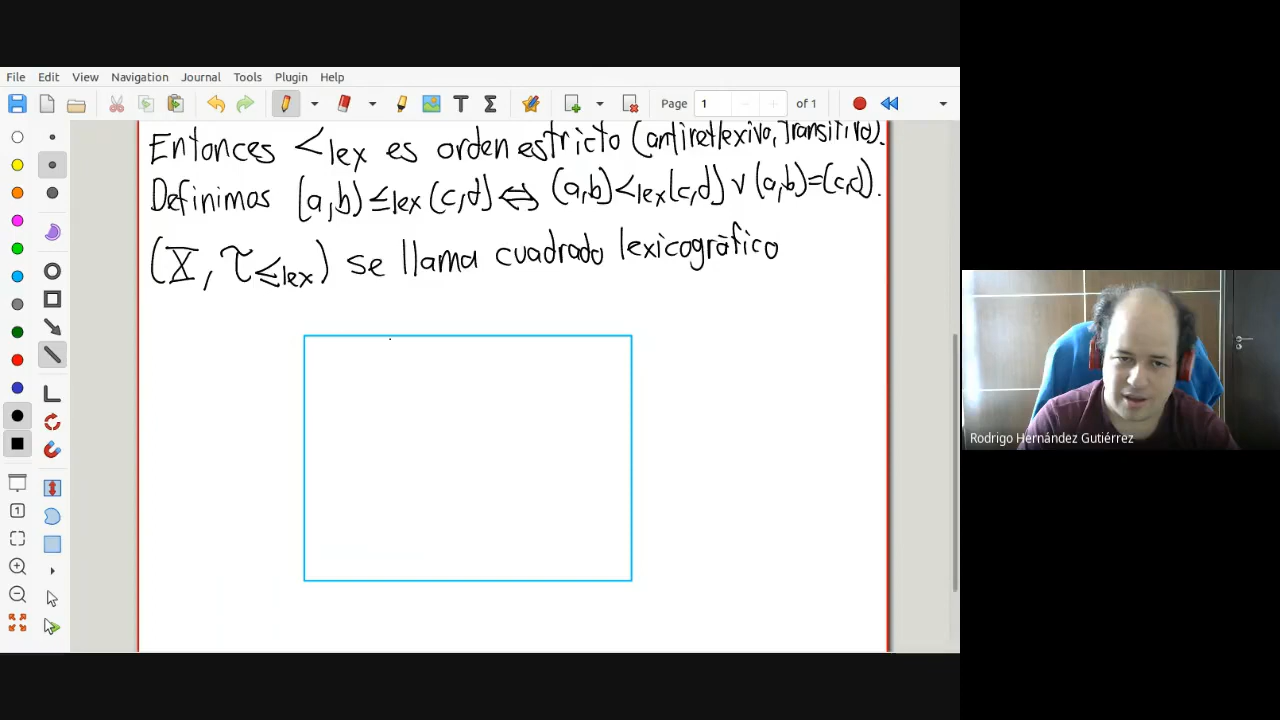 File Edit View Navigation Journal Tools Plugin Help
Page 1 of 1
Entonces <lex es orden estricto (antireflexivo, transitivo).
Definimos (a,b) ≤lex (c,d) ⇔ (a,b) <lex (c,d) ∨ (a,b)=(c,d).
(X, τ≤lex) se llama cuadrado lexicográfico
Rodrigo Hernández Gutiérrez